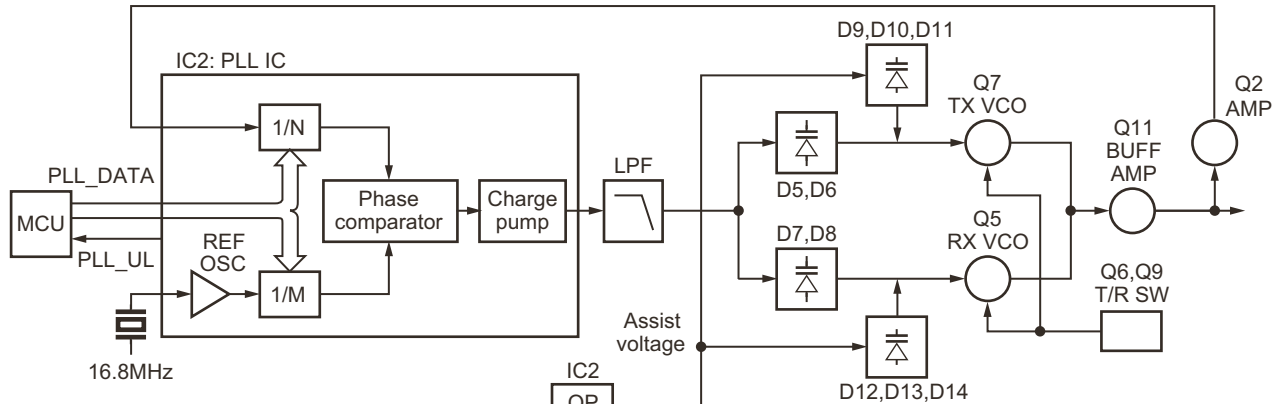 D9,D10,D11
IC2: PLL IC
Q7
TX VCO
Q2
AMP
1/N
Q11
BUFF
AMP
PLL_DATA
LPF
D5,D6
MCU
Phase
comparator
Charge
pump
D7,D8
Q5
RX VCO
PLL_UL
REF
OSC
1/M
Q6,Q9
T/R SW
Assist
voltage
16.8MHz
IC2
OP
D12,D13,D14